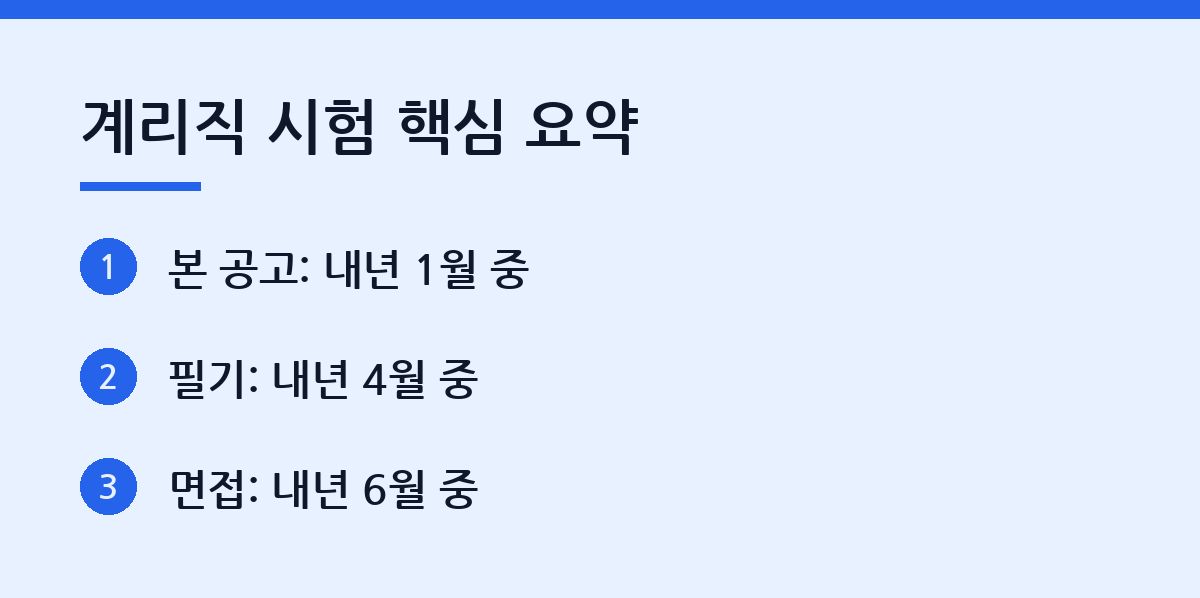 계리직 시험 핵심 요약
1 본 공고: 내년 1월 중
2 필기: 내년 4월 중
3 면접: 내년 6월 중